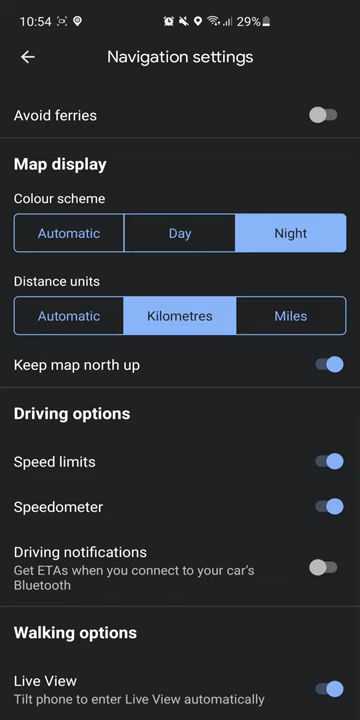 10:54 29%
Navigation settings
Avoid ferries
Map display
Colour scheme
Automatic Day Night
Distance units
Automatic Kilometres Miles
Keep map north up
Driving options
Speed limits
Speedometer
Driving notifications
Get ETAs when you connect to your car's
Bluetooth
Walking options
Live View
Tilt phone to enter Live View automatically